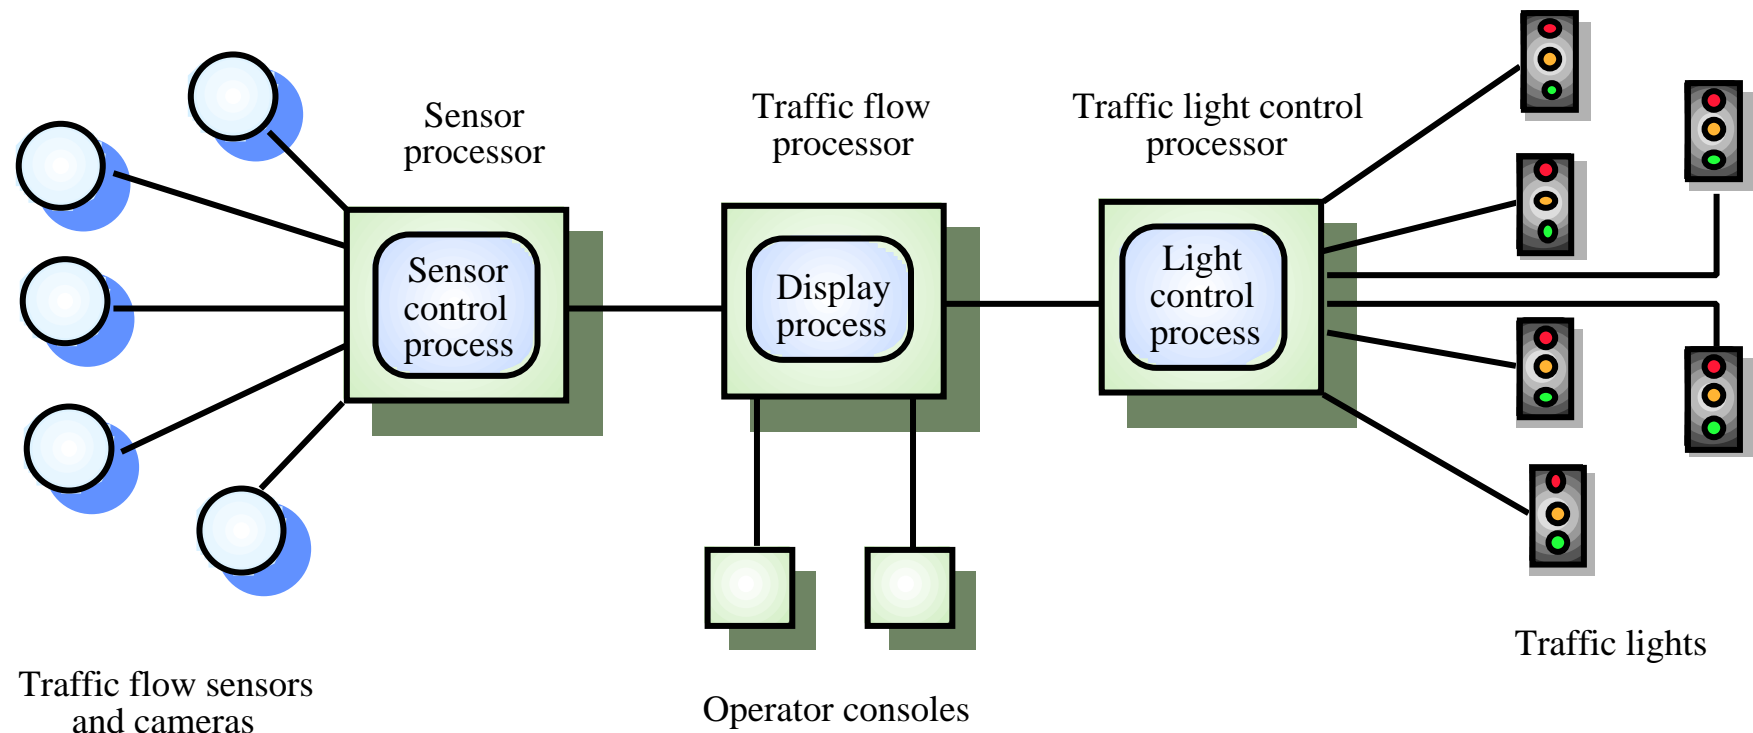 Sensor
processor
Traffic flow
processor
Traffic light control
processor
Sensor
control
process
Display
process
Light
control
process
Traffic flow sensors
and cameras
Operator consoles
Traffic lights